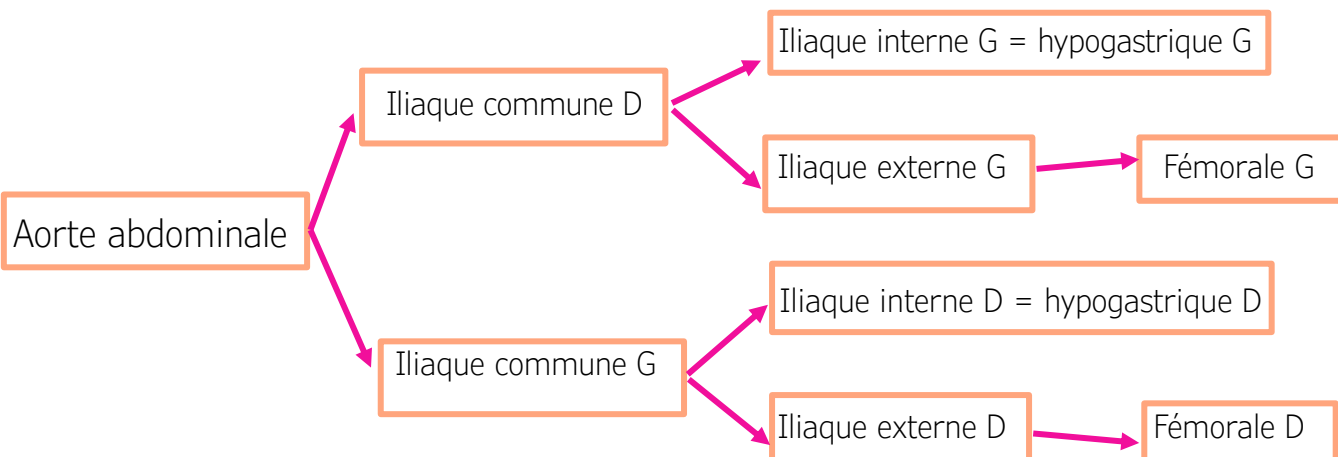 Aorte abdominale
Iliaque commune D
Iliaque interne G = hypogastrique G
Iliaque externe G
Fémorale G
Iliaque commune G
Iliaque interne D = hypogastrique D
Iliaque externe D
Fémorale D